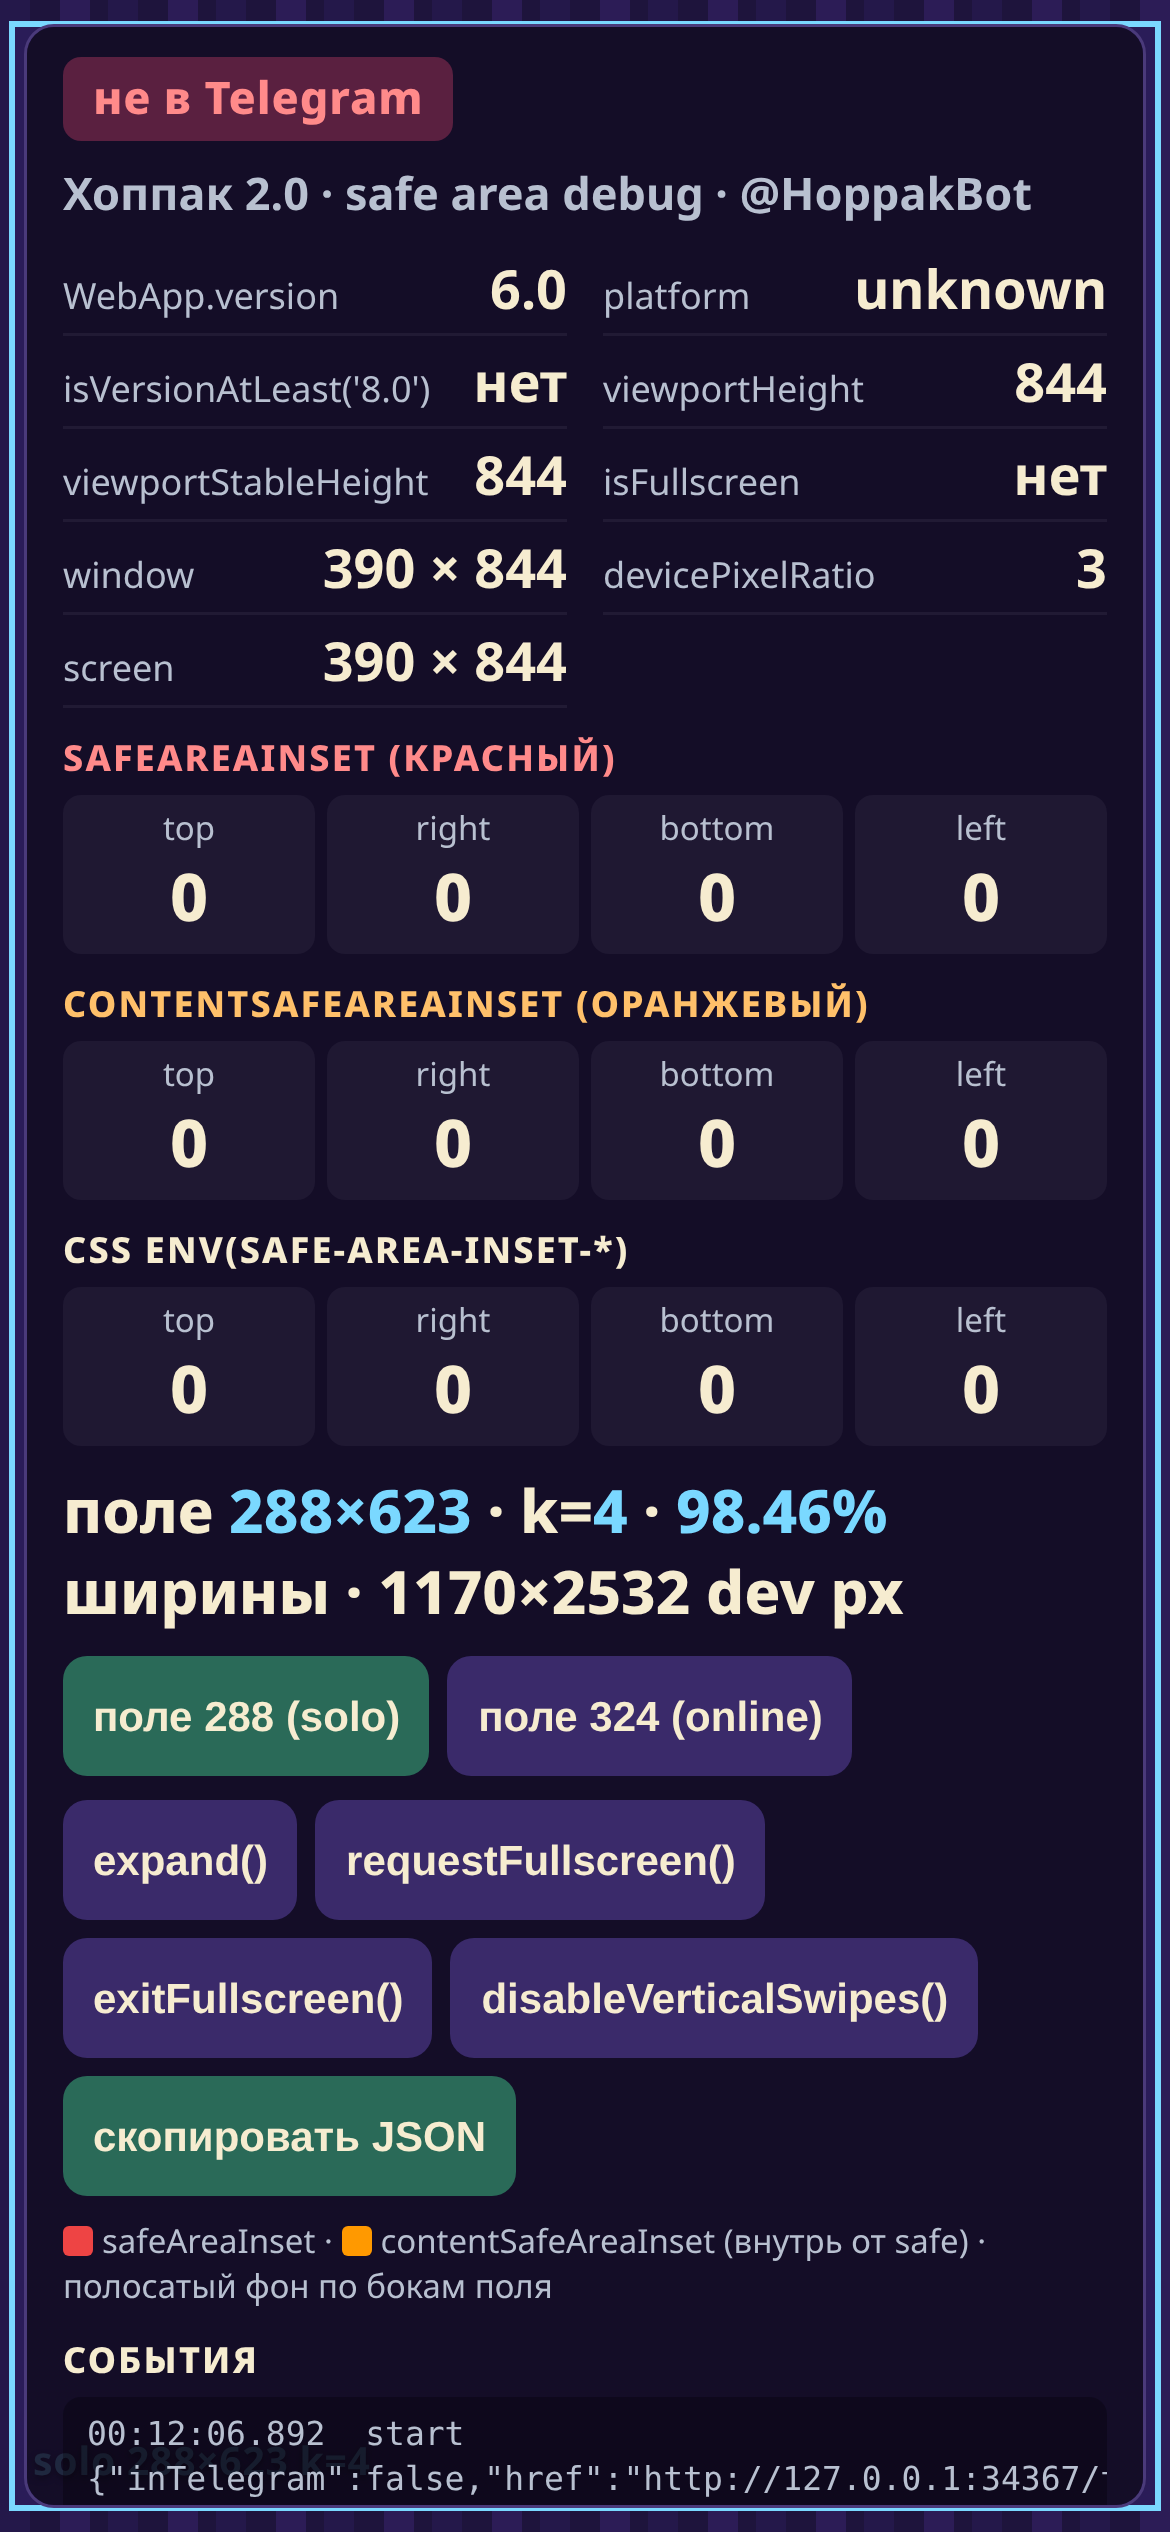 не в Telegram
Хоппак 2.0 · safe area debug · @HoppakBot
WebApp.version 6.0 platform unknown
isVersionAtLeast('8.0') нет viewportHeight 844
viewportStableHeight 844 isFullscreen нет
window 390 × 844 devicePixelRatio 3
screen 390 × 844
SAFEAREAINSET (КРАСНЫЙ)
top right bottom left
0 0 0 0
CONTENTSAFEAREAINSET (ОРАНЖЕВЫЙ)
top right bottom left
0 0 0 0
CSS ENV(SAFE-AREA-INSET-*)
top right bottom left
0 0 0 0
поле 288×623 · k=4 · 98.46%
ширины · 1170×2532 dev px
поле 288 (solo) поле 324 (online)
expand() requestFullscreen()
exitFullscreen() disableVerticalSwipes()
скопировать JSON
safeAreaInset · contentSafeAreaInset (внутрь от safe) ·
полосатый фон по бокам поля
СОБЫТИЯ
00:12:06.892 start
solo 288×623 k=4
{"inTelegram":false,"href":"http://127.0.0.1:34367/